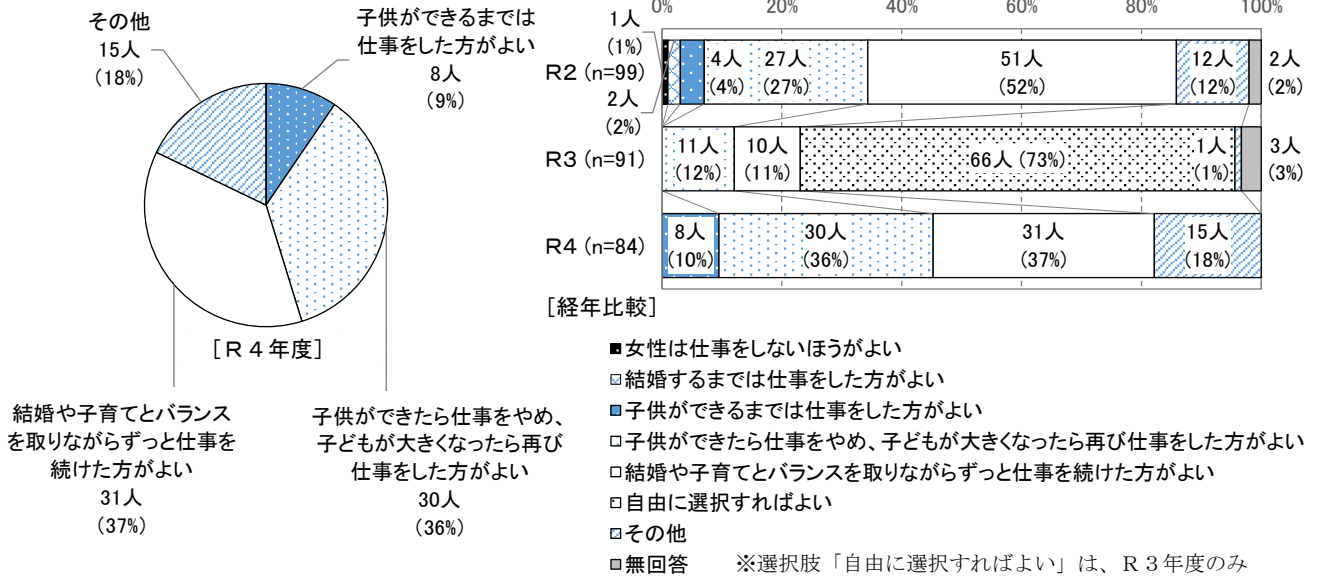 その他
15人
(18%)
子供ができるまでは
仕事をした方がよい
8人
(9%)
[R4年度]
結婚や子育てとバランス
を取りながらずっと仕事を
続けた方がよい
31人
(37%)
子供ができたら仕事をやめ、
子どもが大きくなったら再び
仕事をした方がよい
30人
(36%)
0% 20% 40% 60% 80% 100%
1人
(1%)
2人
(2%)
R2 (n=99)
4人
(4%)
27人
(27%)
51人
(52%)
12人
(12%)
2人
(2%)
R3 (n=91)
11人
(12%)
10人
(11%)
66人 (73%)
1人
(1%)
3人
(3%)
R4 (n=84)
8人
(10%)
30人
(36%)
31人
(37%)
15人
(18%)
[経年比較]
女性は仕事をしないほうがよい
結婚するまでは仕事をした方がよい
子供ができるまでは仕事をした方がよい
子供ができたら仕事をやめ、子どもが大きくなったら再び仕事をした方がよい
結婚や子育てとバランスを取りながらずっと仕事を続けた方がよい
自由に選択すればよい
その他
無回答 ※選択肢「自由に選択すればよい」は、R3年度のみ